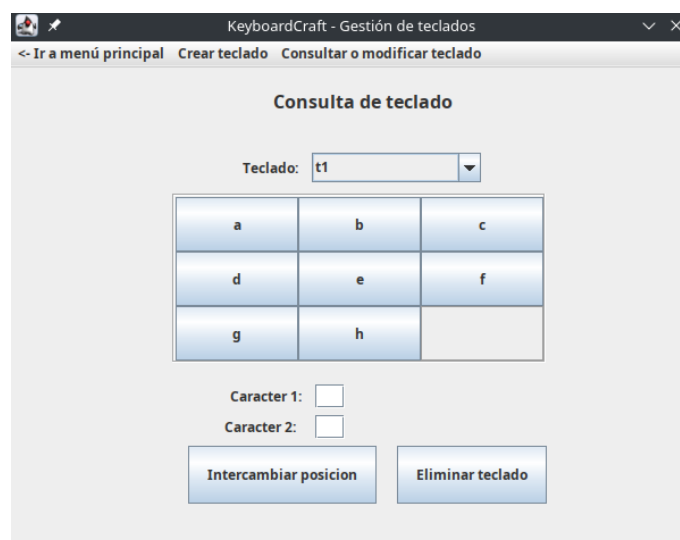 KeyboardCraft - Gestión de teclados
<- Ir a menú principal Crear teclado Consultar o modificar teclado
Consulta de teclado
Teclado: t1
a b c
d e f
g h
Caracter 1:
Caracter 2:
Intercambiar posicion Eliminar teclado